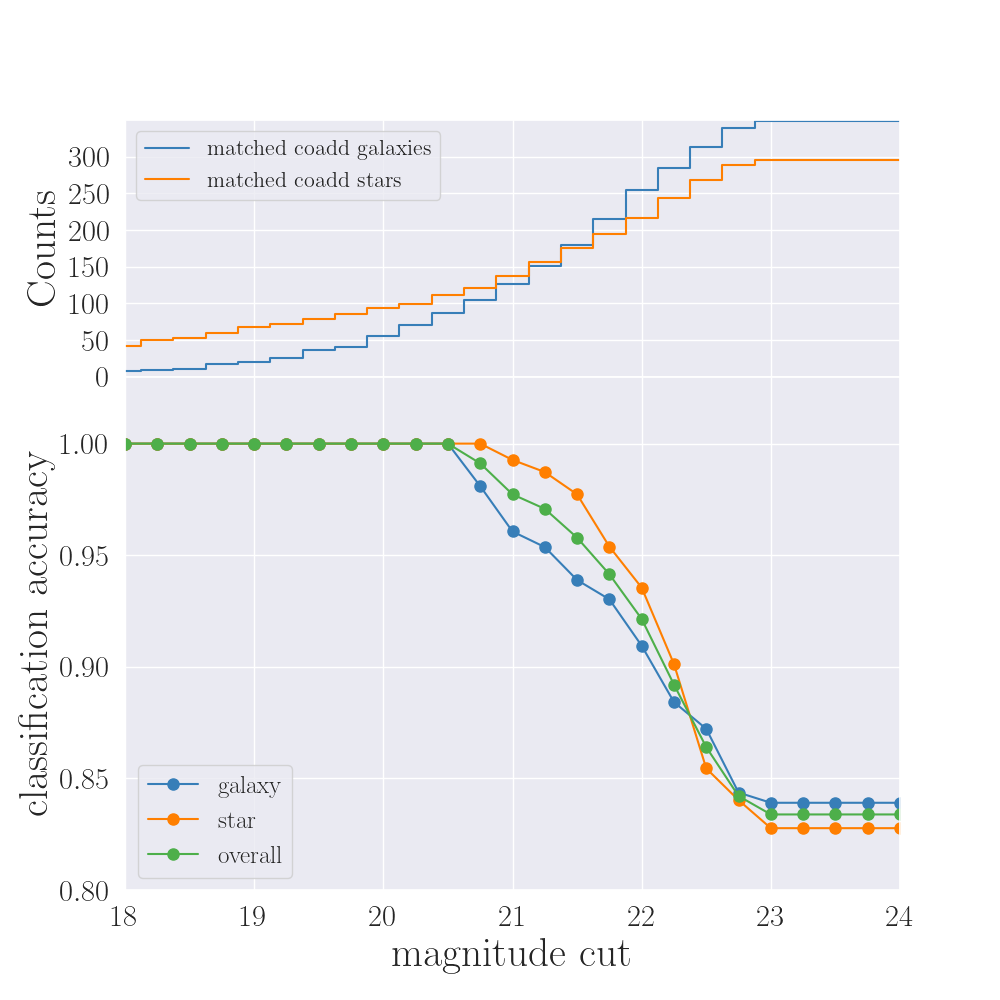 matched coadd galaxies
matched coadd stars
300
250
200
150
100
50
0
Counts
1.00
0.95
0.90
0.85
0.80
classification accuracy
galaxy
star
overall
18 19 20 21 22 23 24
magnitude cut